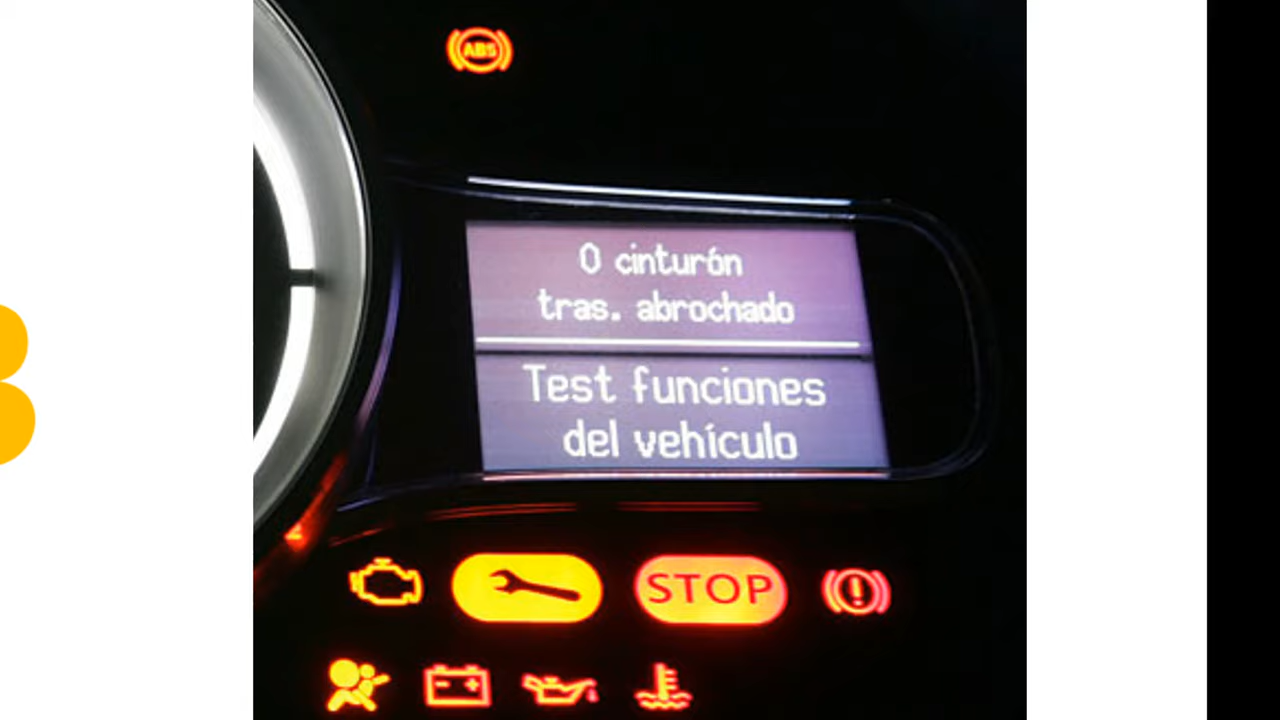 ABS
0 cinturón
tras. abrochado
Test funciones
del vehículo
STOP